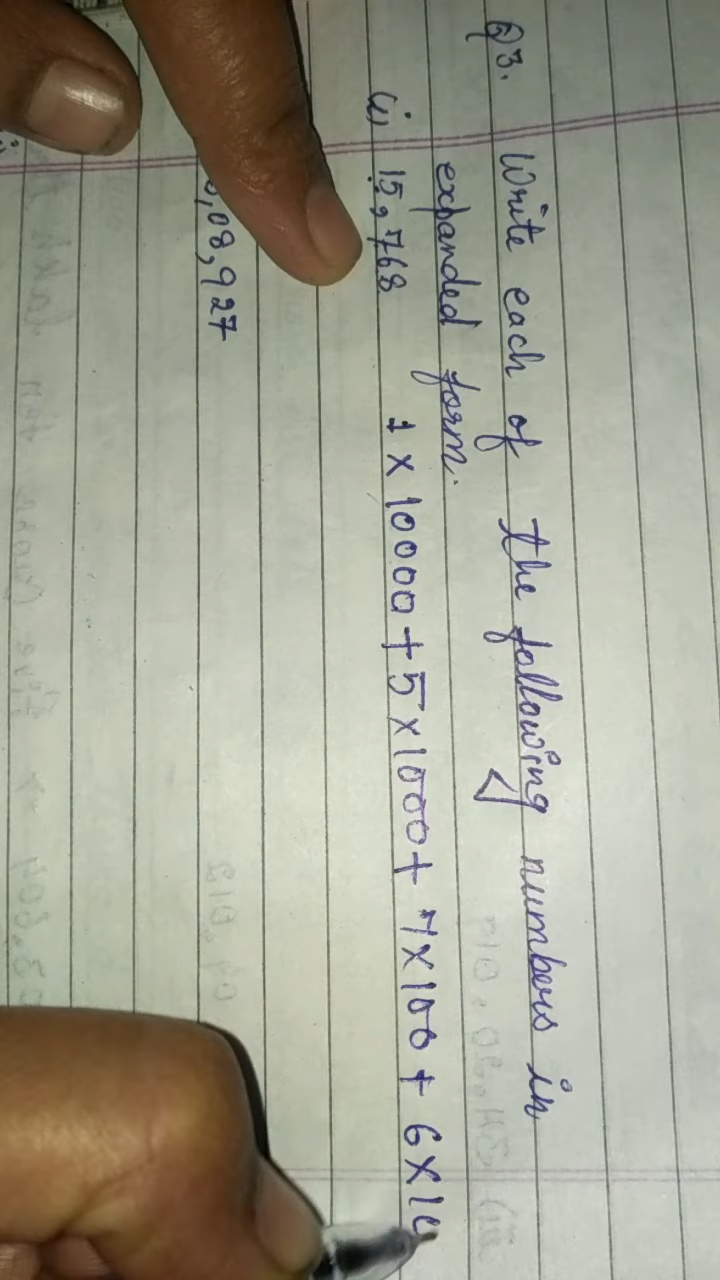 Q3. Write each of the following numbers in
expanded form.
(i) 15,768 1 x 10000 + 5 x 1000 + 7 x 100 + 6 x 10
,08,927